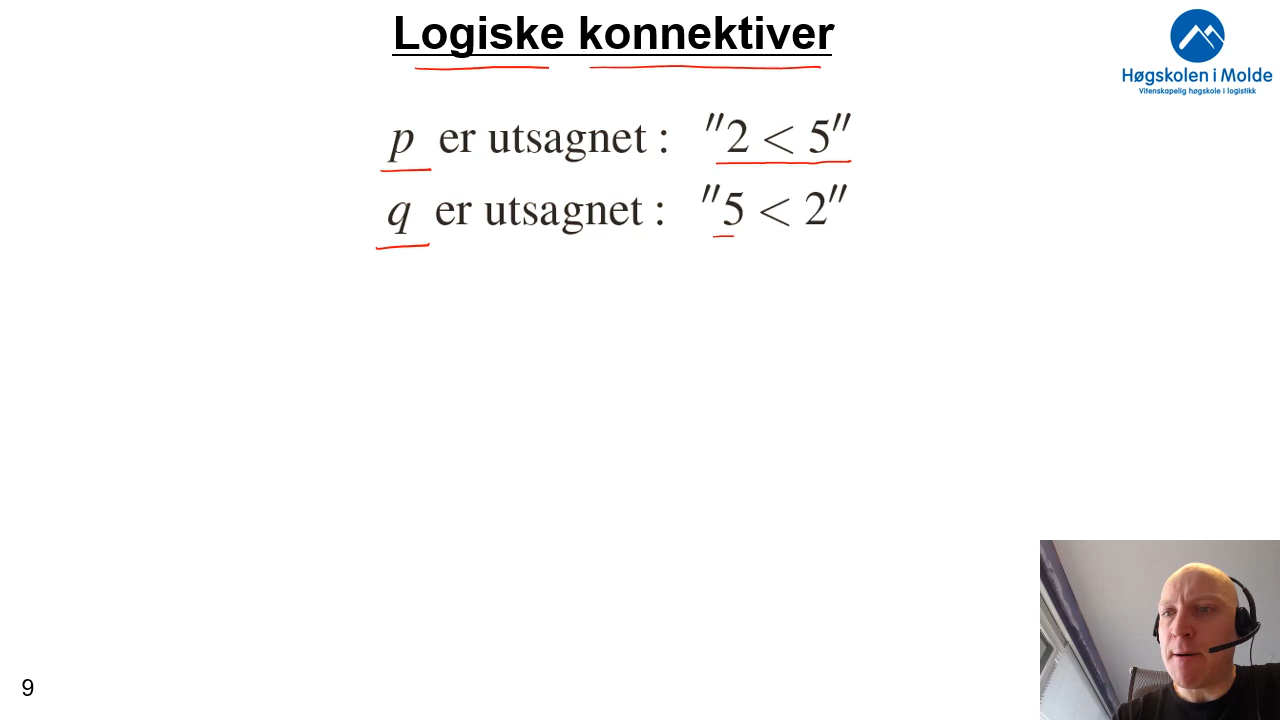 Logiske konnektiver
Høgskolen i Molde
Vitenskapelig høgskole i logistikk
p er utsagnet : "2 < 5"
q er utsagnet : "5 < 2"
9